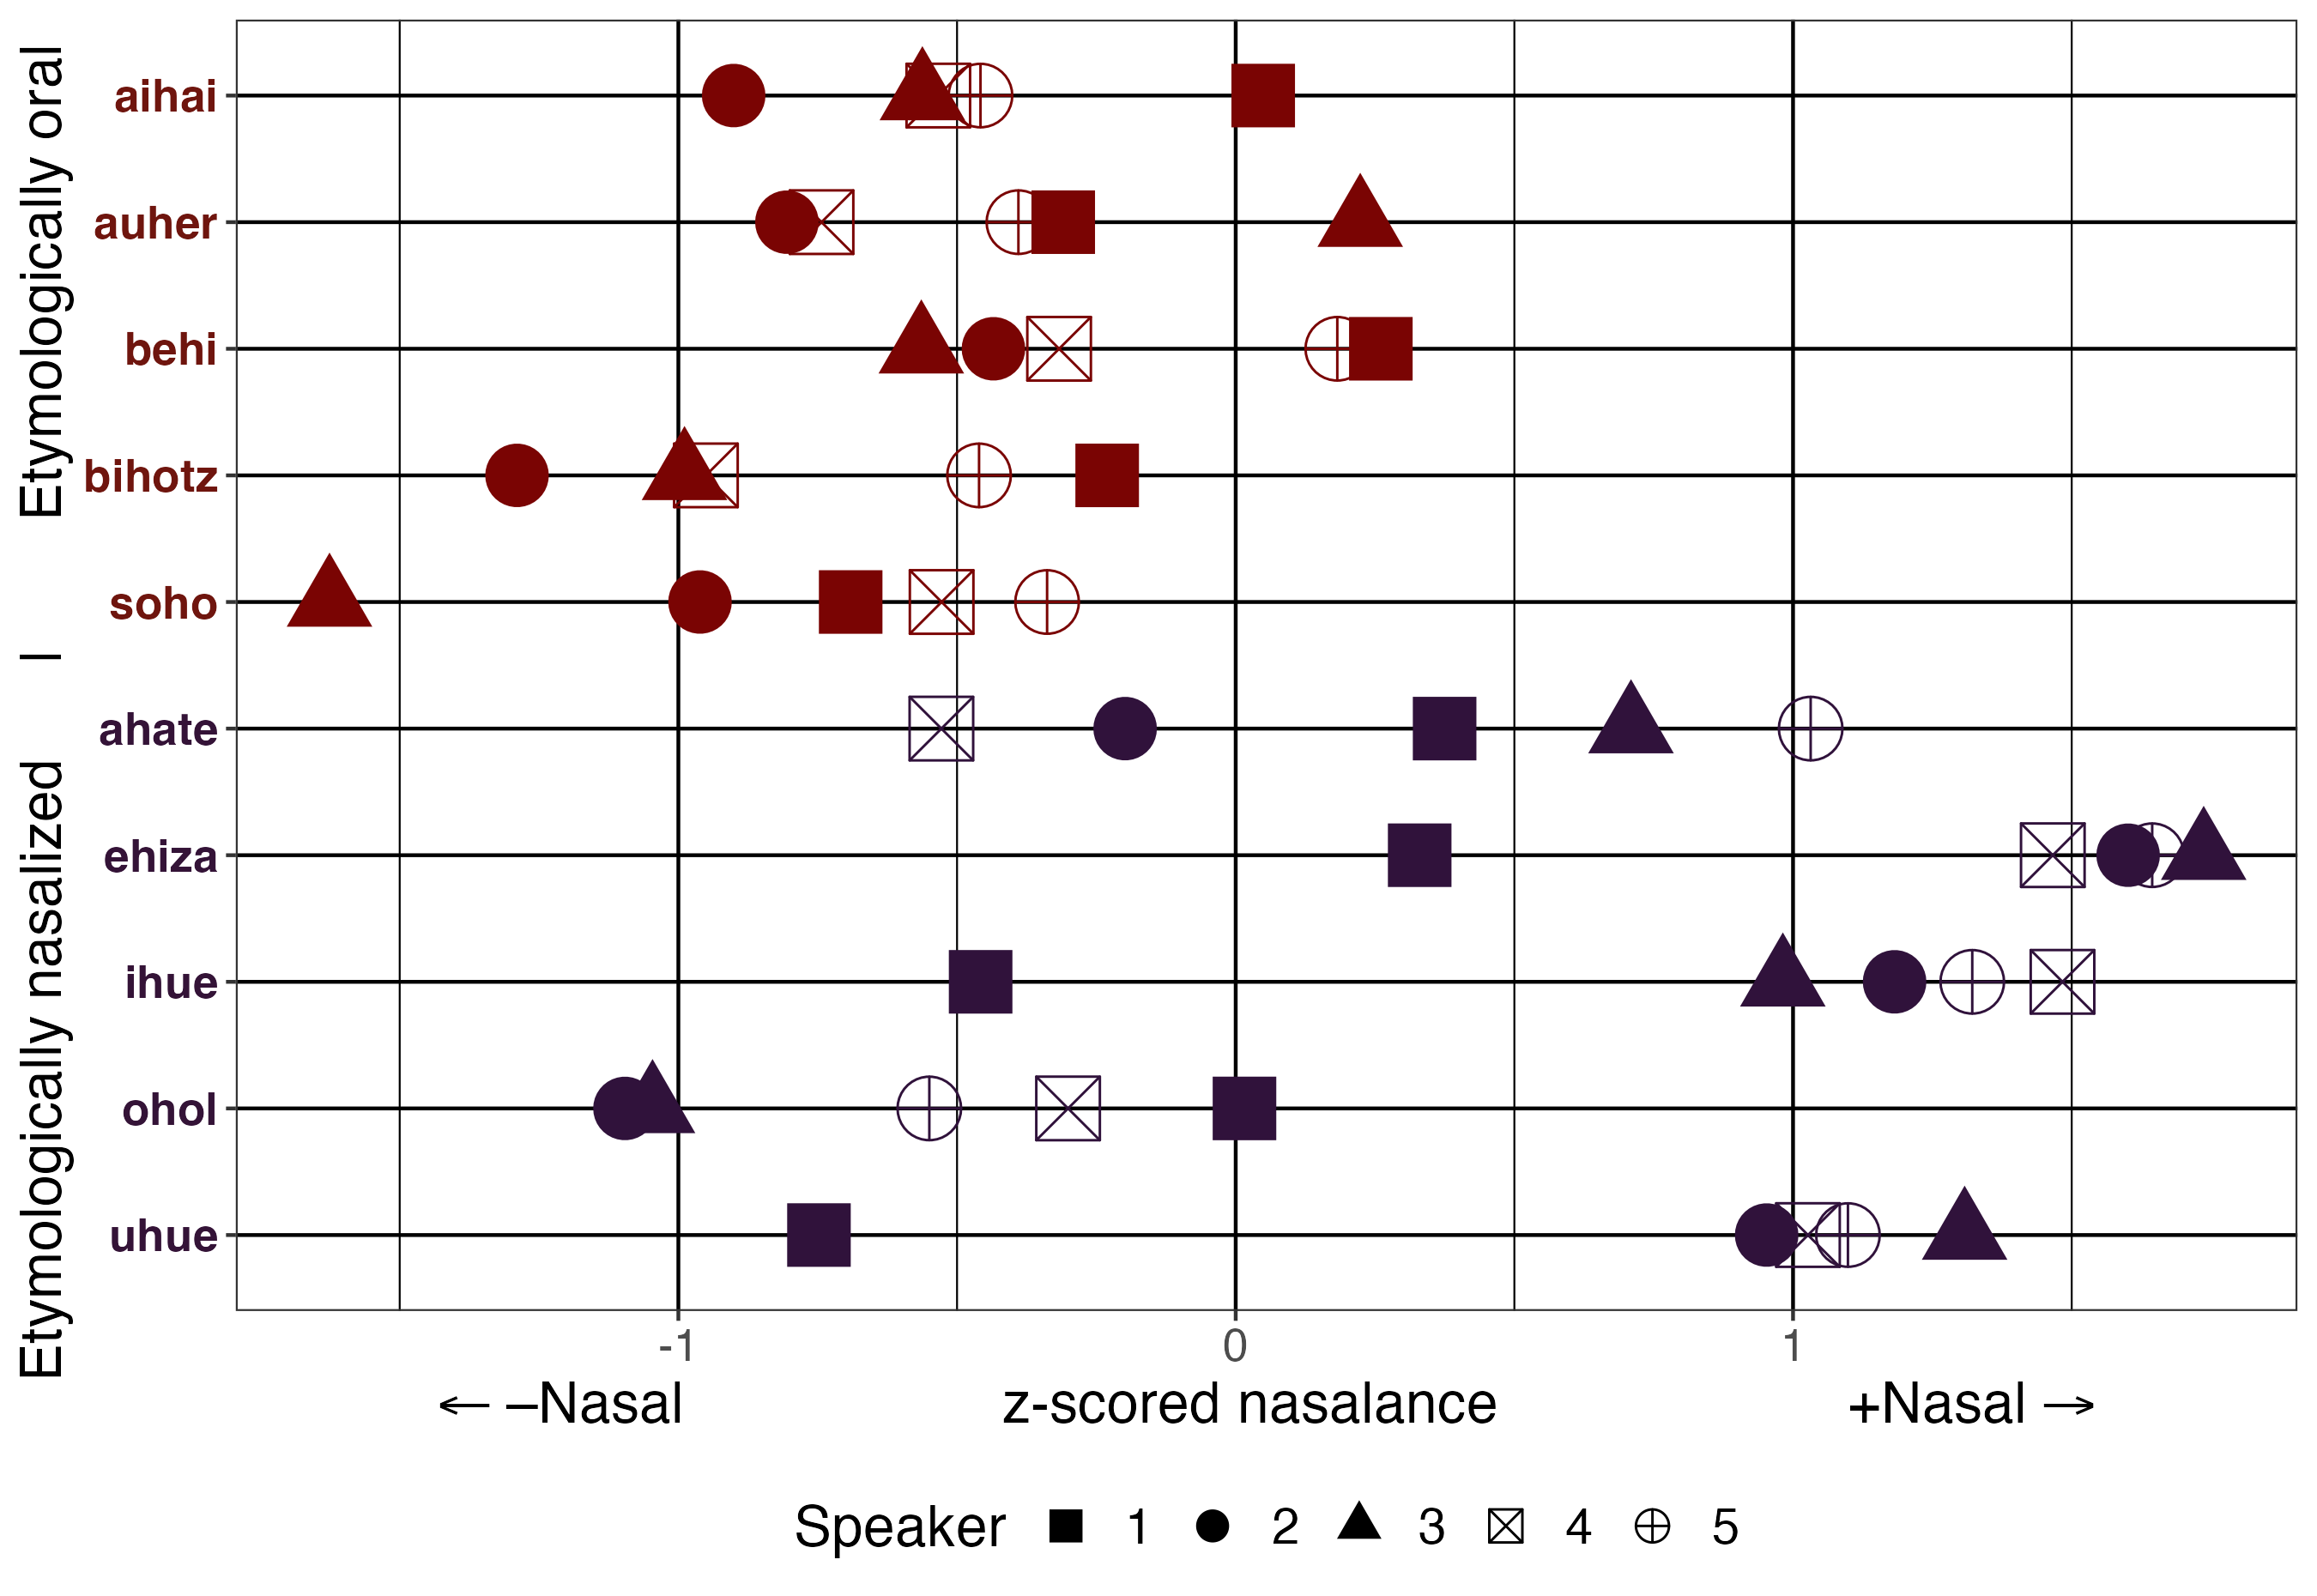 Etymologically nasalized | Etymologically oral
aihai
auher
behi
bihotz
soho
ahate
ehiza
ihue
ohol
uhue
-1 0 1
← –Nasal z-scored nasalance +Nasal →
Speaker 1 2 3 4 5